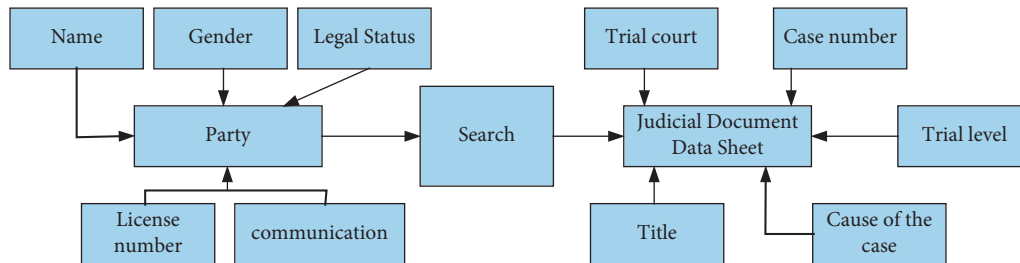 Name
Gender
Legal Status
Trial court
Case number
Party
Search
Judicial Document
Data Sheet
Trial level
License
number
communication
Title
Cause of the
case